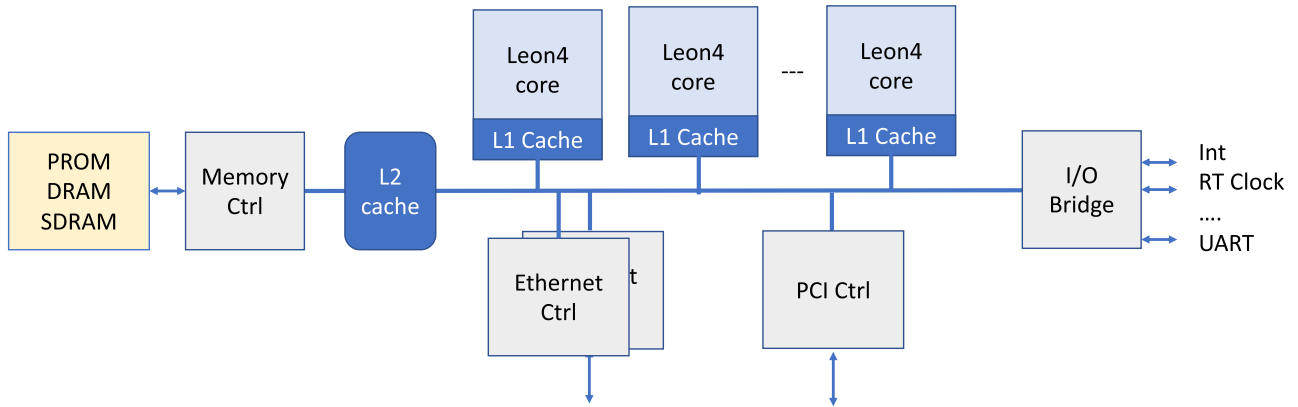 Leon4
core
L1 Cache
Leon4
core
L1 Cache
---
Leon4
core
L1 Cache
PROM
DRAM
SDRAM
Memory
Ctrl
L2
cache
I/O
Bridge
Int
RT Clock
....
UART
Ethernet
Ctrl
t
PCI Ctrl